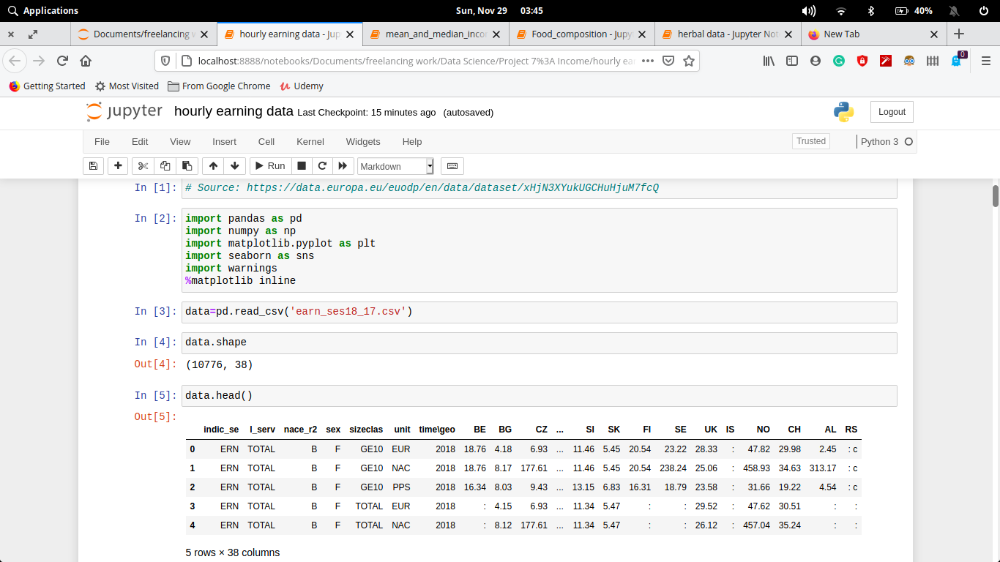 Applications
Sun, Nov 29 03:45
40%
Documents/freelancing w
hourly earning data - Jup
mean_and_median_incor
Food_composition - Jupy
herbal data - Jupyter Not
New Tab
localhost:8888/notebooks/Documents/freelancing work/Data Science/Project 7%3A Income/hourly ear
0
Getting Started
Most Visited
From Google Chrome
Udemy
jupyter hourly earning data Last Checkpoint: 15 minutes ago (autosaved)
Logout
File Edit View Insert Cell Kernel Widgets Help
Trusted
Python 3
Run
Markdown
In [1]: # Source: https://data.europa.eu/euodp/en/data/dataset/xHjN3XYukUGCHuHjuM7fcQ
In [2]: import pandas as pd
import numpy as np
import matplotlib.pyplot as plt
import seaborn as sns
import warnings
%matplotlib inline
In [3]: data=pd.read_csv('earn_ses18_17.csv')
In [4]: data.shape
Out[4]: (10776, 38)
In [5]: data.head()
Out[5]:
indic_se l_serv nace_r2 sex sizeclas unit time\geo BE BG CZ ... SI SK FI SE UK IS NO CH AL RS
0 ERN TOTAL B F GE10 EUR 2018 18.76 4.18 6.93 ... 11.46 5.45 20.54 23.22 28.33 : 47.82 29.98 2.45 : c
1 ERN TOTAL B F GE10 NAC 2018 18.76 8.17 177.61 ... 11.46 5.45 20.54 238.24 25.06 : 458.93 34.63 313.17 : c
2 ERN TOTAL B F GE10 PPS 2018 16.34 8.03 9.43 ... 13.15 6.83 16.31 18.79 23.58 : 31.66 19.22 4.54 : c
3 ERN TOTAL B F TOTAL EUR 2018 : 4.15 6.93 ... 11.34 5.47 : : 29.52 : 47.62 30.51 : :
4 ERN TOTAL B F TOTAL NAC 2018 : 8.12 177.61 ... 11.34 5.47 : : 26.12 : 457.04 35.24 : :
5 rows × 38 columns